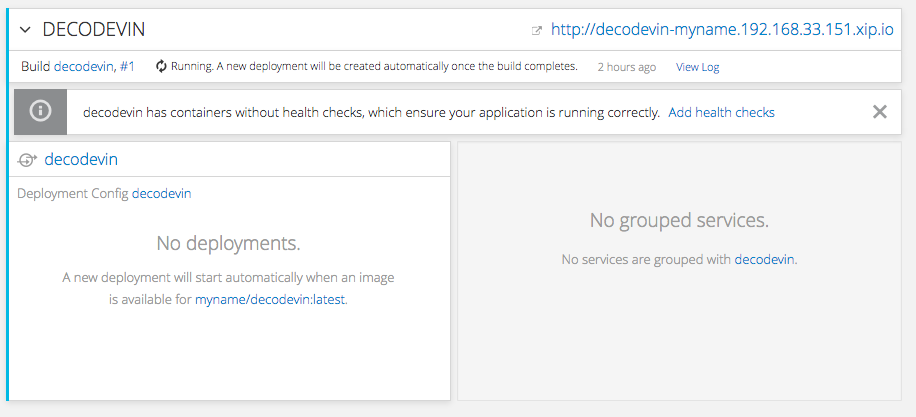 DECODEVIN
http://decodevin-myname.192.168.33.151.xip.io
Build decodevin, #1 Running. A new deployment will be created automatically once the build completes. 2 hours ago View Log
decodevin has containers without health checks, which ensure your application is running correctly. Add health checks
decodevin
Deployment Config decodevin
No deployments.
A new deployment will start automatically when an image
is available for myname/decodevin:latest.
No grouped services.
No services are grouped with decodevin.